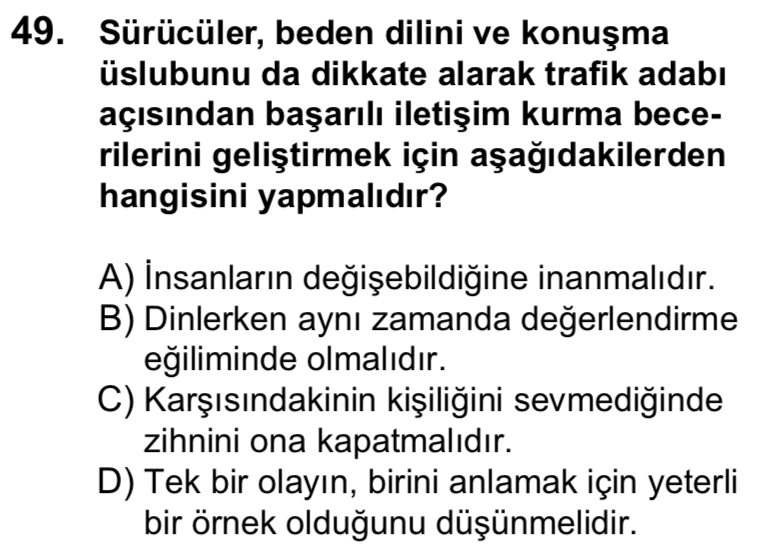 49. Sürücüler, beden dilini ve konuşma
üslubunu da dikkate alarak trafik adabı
açısından başarılı iletişim kurma bece-
rilerini geliştirmek için aşağıdakilerden
hangisini yapmalıdır?
A) İnsanların değişebildiğine inanmalıdır.
B) Dinlerken aynı zamanda değerlendirme
eğiliminde olmalıdır.
C) Karşısındakinin kişiliğini sevmediğinde
zihnini ona kapatmalıdır.
D) Tek bir olayın, birini anlamak için yeterli
bir örnek olduğunu düşünmelidir.